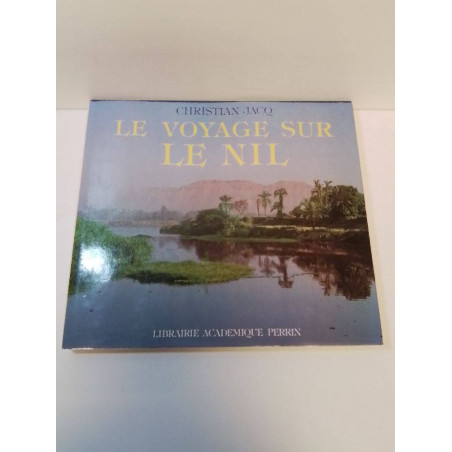 CHRISTIAN JACQ
LE VOYAGE SUR
LE NIL
LIBRAIRIE ACADEMIQUE PERRIN